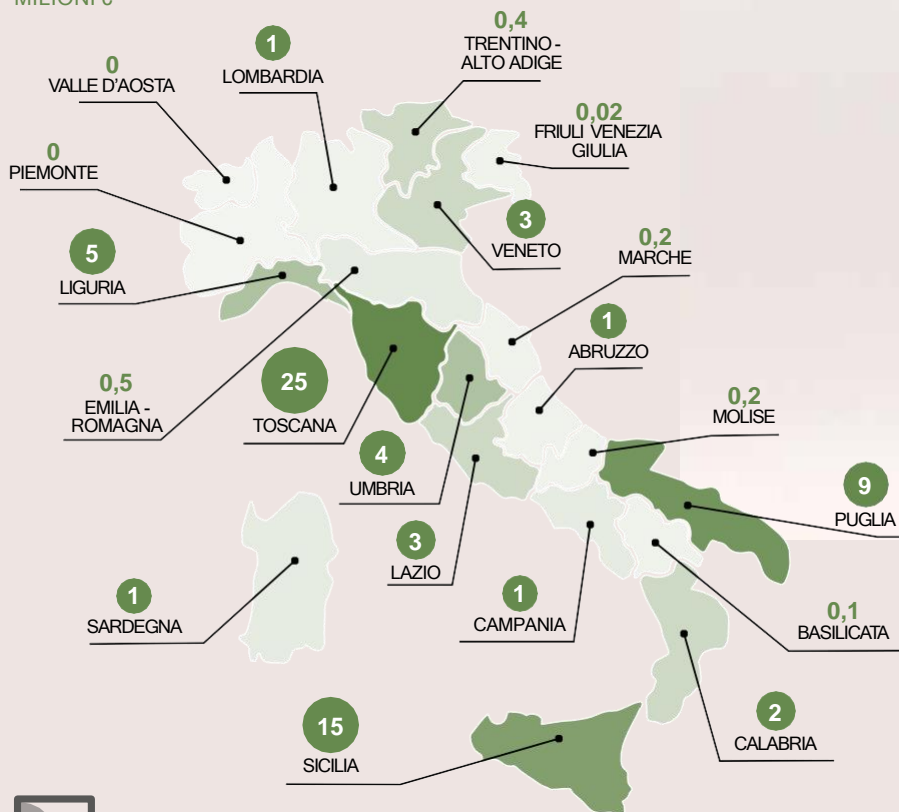 0
VALLE D'AOSTA
1
LOMBARDIA
0,4
TRENTINO -
ALTO ADIGE
0,02
FRIULI VENEZIA
GIULIA
0
PIEMONTE
3
VENETO
5
LIGURIA
0,2
MARCHE
1
ABRUZZO
0,5
EMILIA -
ROMAGNA
25
TOSCANA
0,2
MOLISE
4
UMBRIA
9
PUGLIA
3
LAZIO
1
SARDEGNA
1
CAMPANIA
0,1
BASILICATA
15
SICILIA
2
CALABRIA